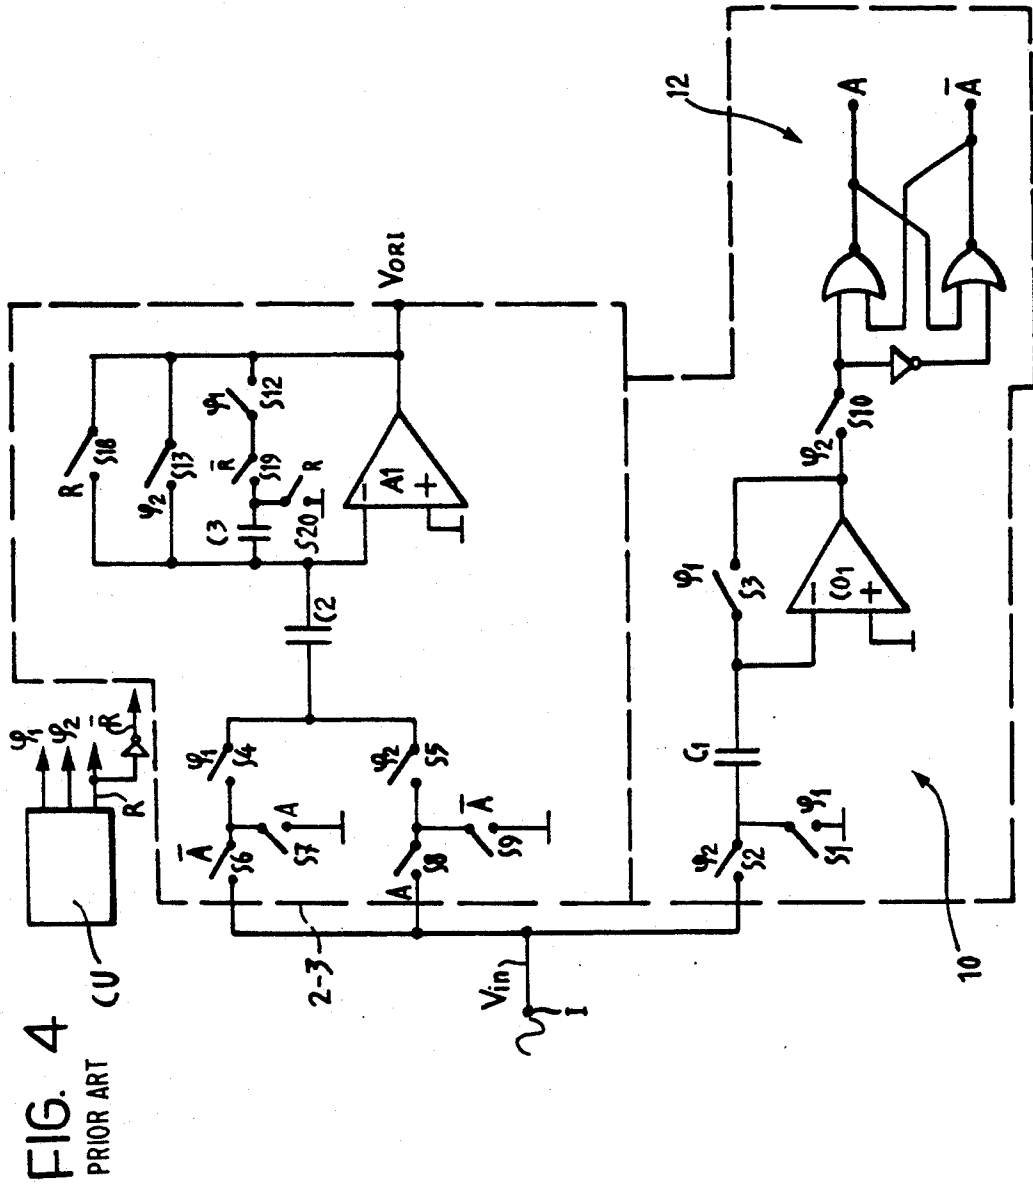 FIG. 4
PRIOR ART
CU
φ1
φ2
R̅
R
R
2-3
Vin
I
A̅
S6
S7
A
φ1
S4
A
S8
S9
A̅
φ2
S5
C2
R
S18
φ2
S13
C3
R̅
S19
φ1
S12
S20
R
A1
−
+
VORI
φ2
S2
S1
φ1
C1
φ1
S3
CO1
−
+
φ2
S10
A
A̅
10
12